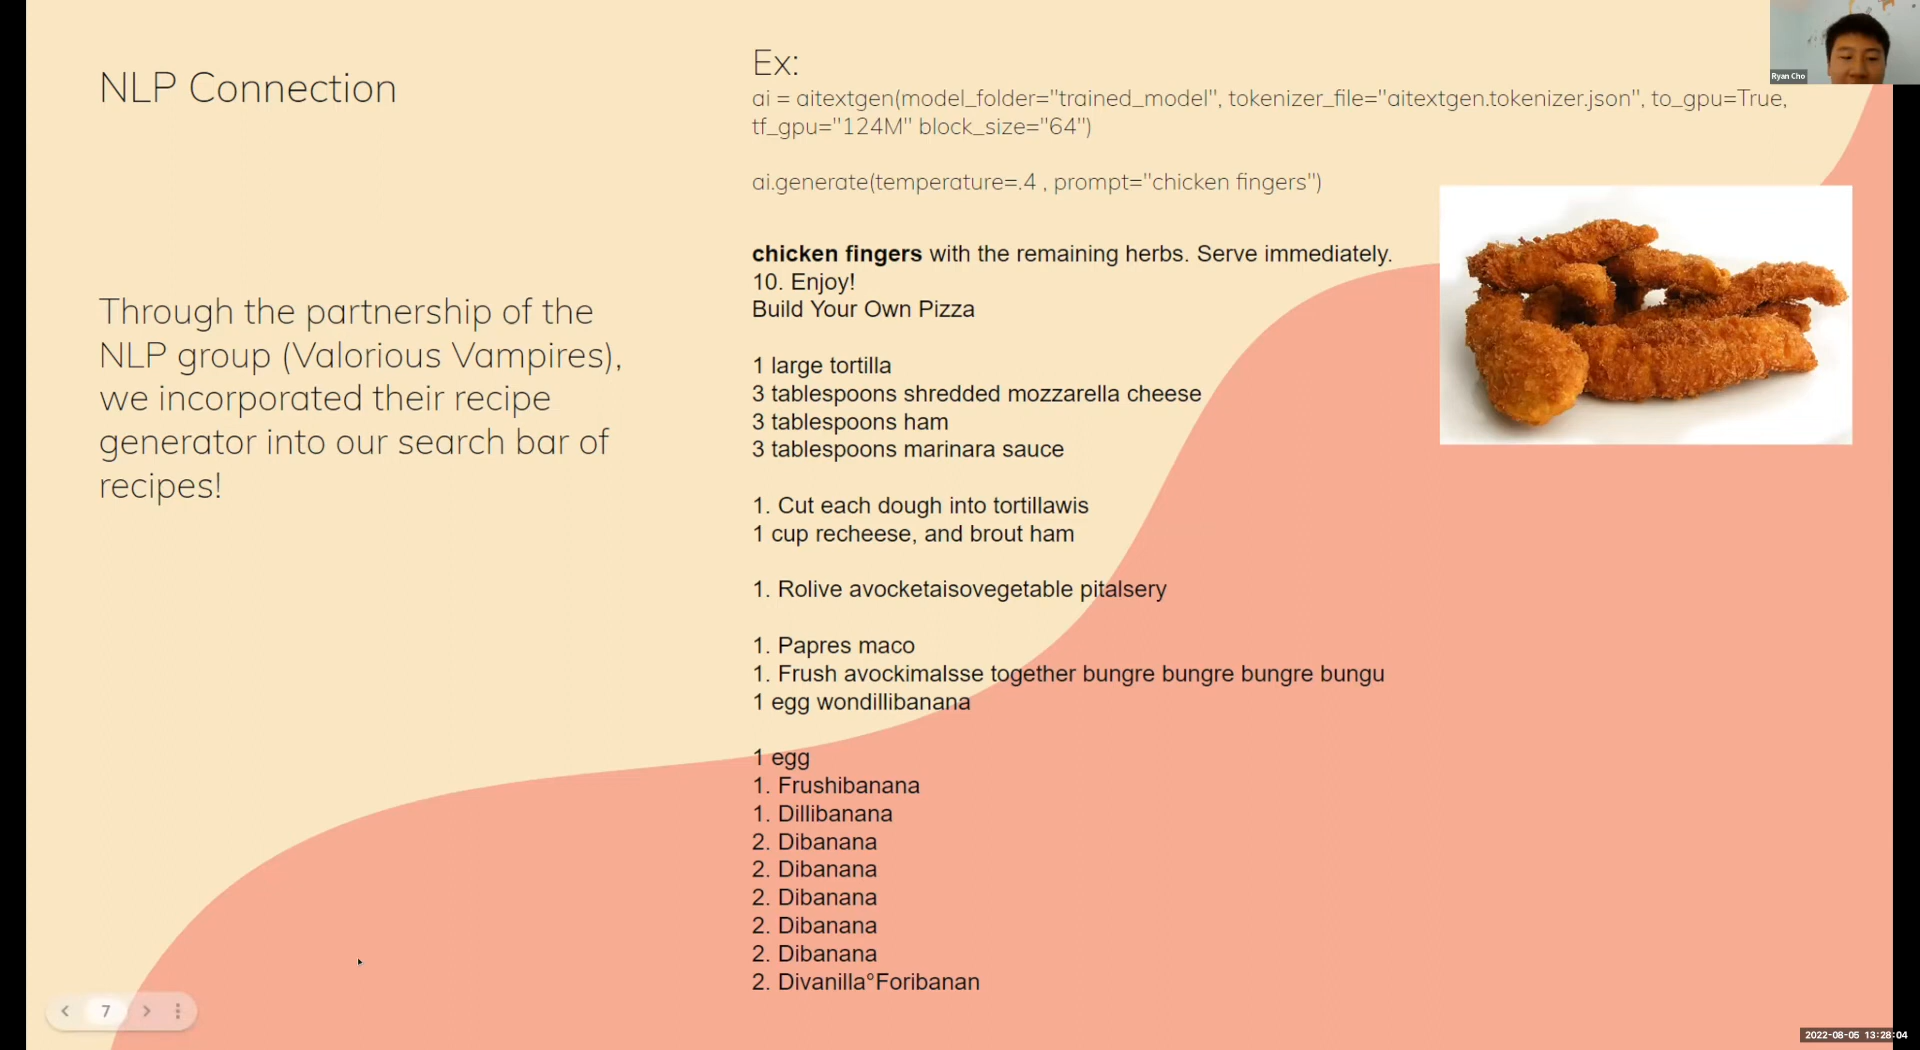 NLP Connection
Through the partnership of the
NLP group (Valorious Vampires),
we incorporated their recipe
generator into our search bar of
recipes!
Ex:
ai = aitextgen(model_folder="trained_model", tokenizer_file="aitextgen.tokenizer.json", to_gpu=True,
tf_gpu="124M" block_size="64")
ai.generate(temperature=.4 , prompt="chicken fingers")
chicken fingers with the remaining herbs. Serve immediately.
10. Enjoy!
Build Your Own Pizza
1 large tortilla
3 tablespoons shredded mozzarella cheese
3 tablespoons ham
3 tablespoons marinara sauce
1. Cut each dough into tortillawis
1 cup recheese, and brout ham
1. Rolive avocketaisovegetable pitalsery
1. Papres maco
1. Frush avockimalsse together bungre bungre bungre bungu
1 egg wondillibanana
1 egg
1. Frushibanana
1. Dillibanana
2. Dibanana
2. Dibanana
2. Dibanana
2. Dibanana
2. Dibanana
2. Divanilla°Foribanan
Ryan Cho
7
2022-08-05 13:28:04